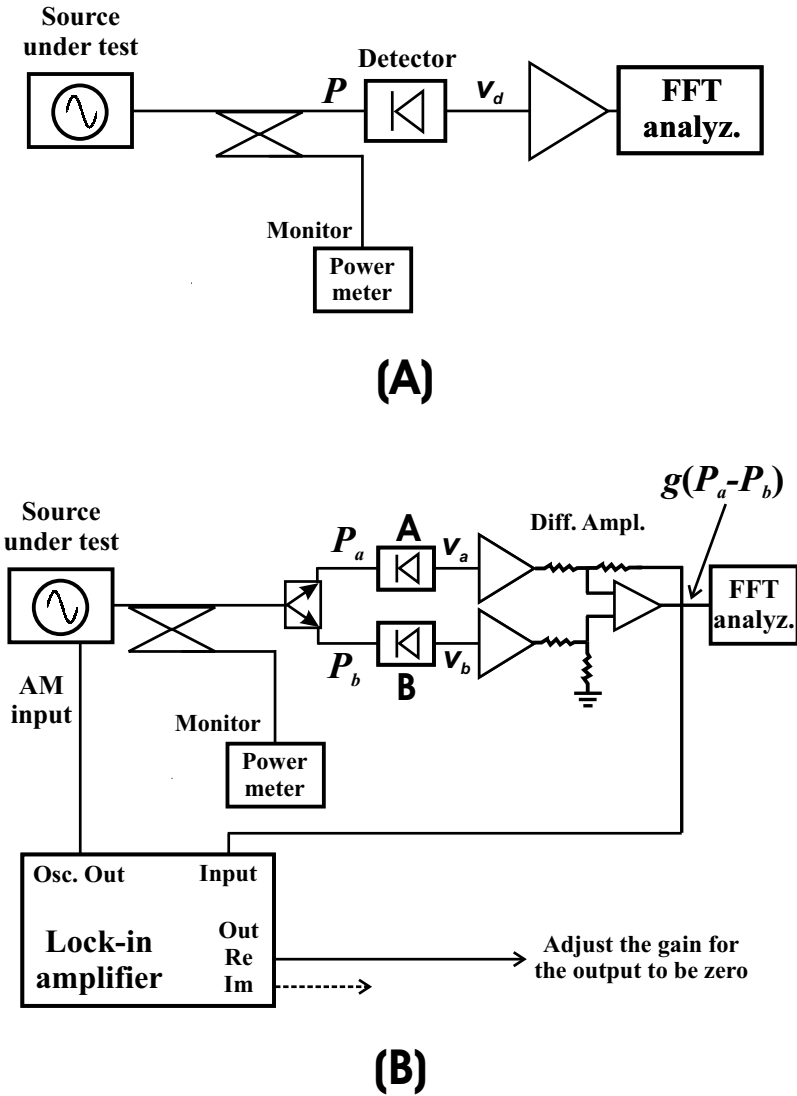 Source
under test
P
Detector
v_d
FFT
analyz.
Monitor
Power
meter
(A)
g(P_a-P_b)
Source
under test
P_a
A
v_a
Diff. Ampl.
FFT
analyz.
P_b
B
v_b
AM
input
Monitor
Power
meter
Osc. Out
Input
Lock-in
amplifier
Out
Re
Im
Adjust the gain for
the output to be zero
(B)